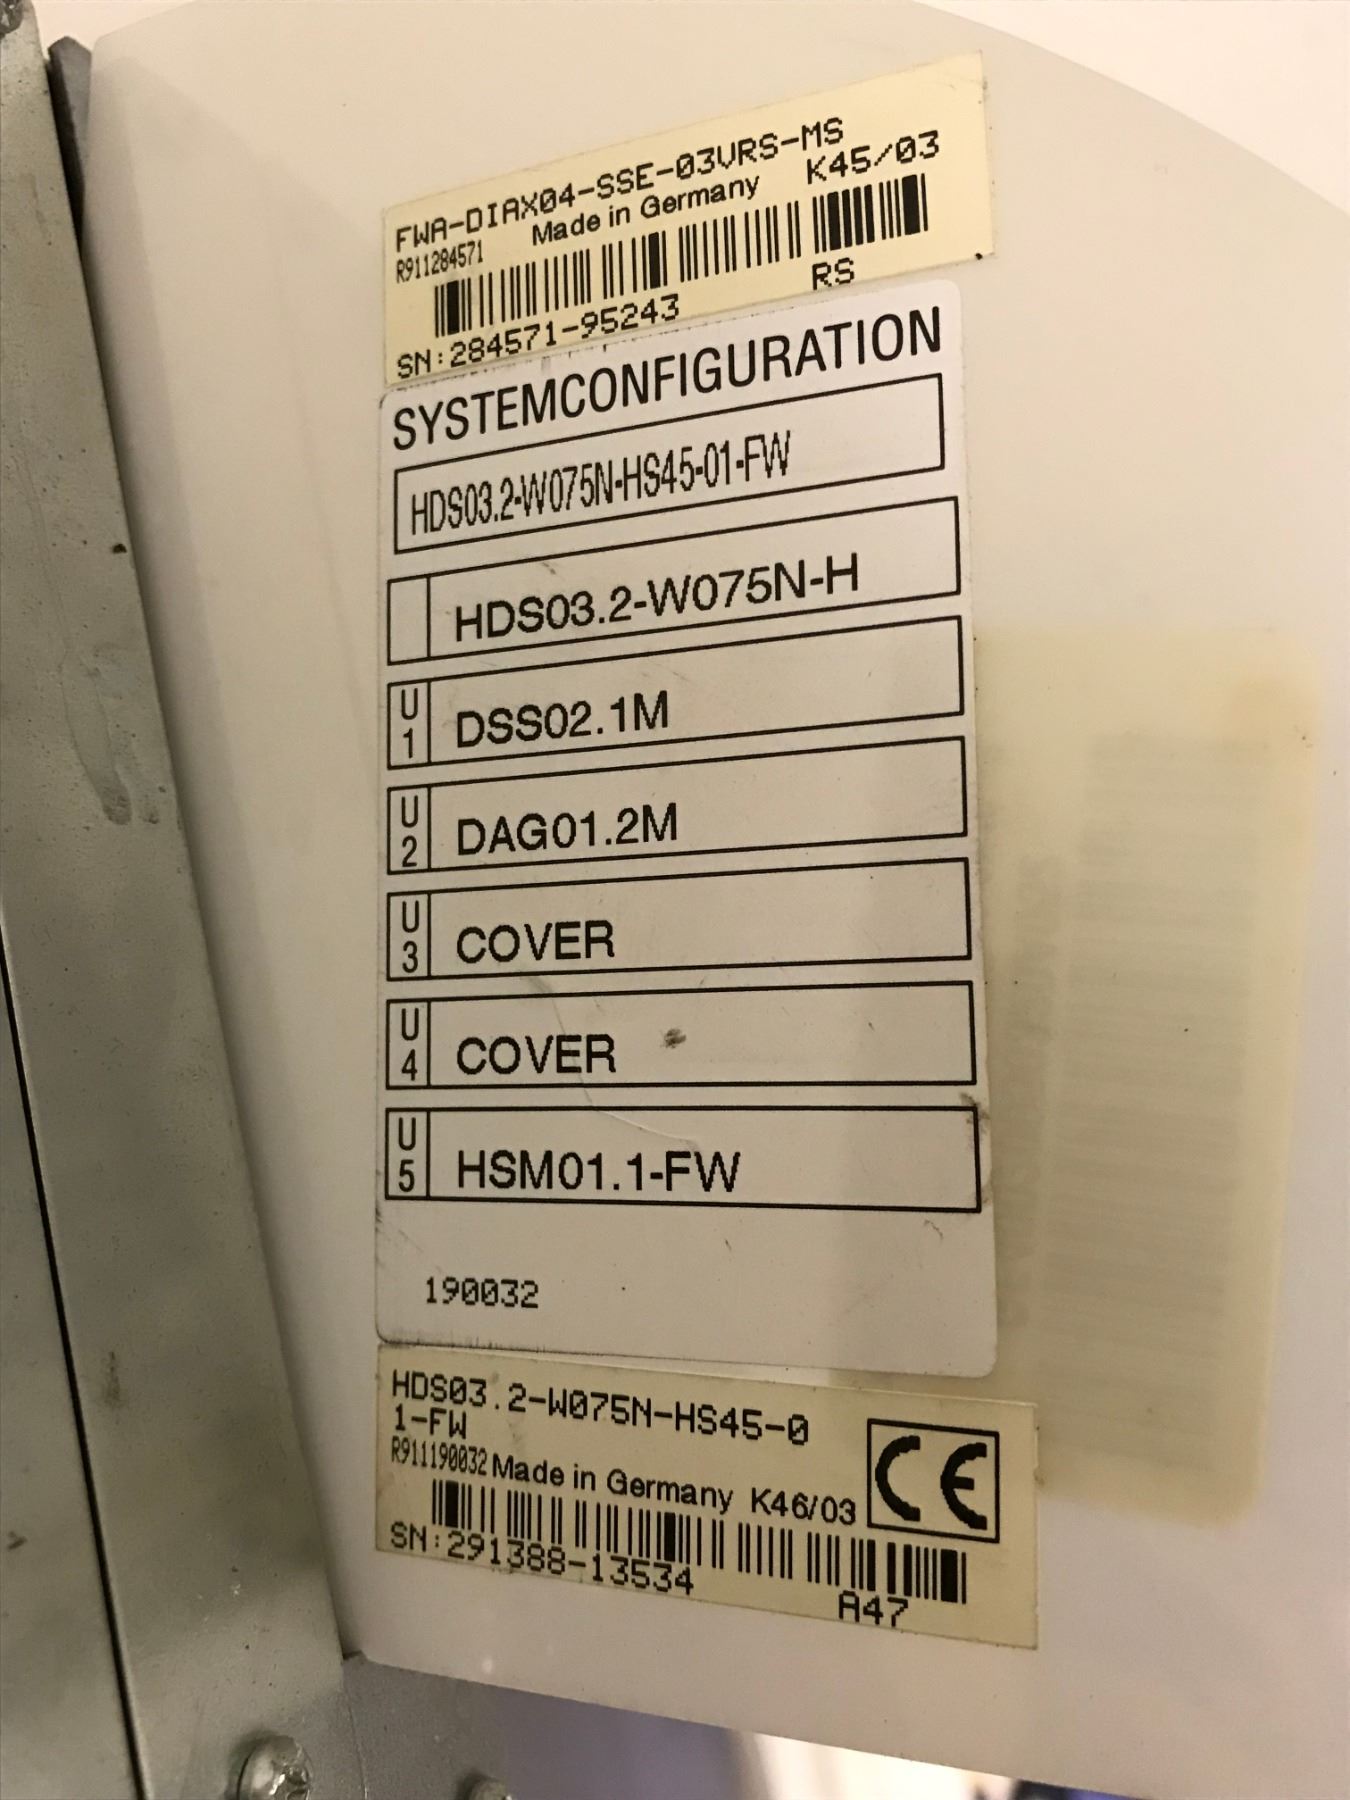 FWA-DIAX04-SSE-03VRS-MS
R911284571 Made in Germany K45/03
SN:284571-95243 RS
SYSTEMCONFIGURATION
HDS03.2-W075N-HS45-01-FW
HDS03.2-W075N-H
U1 DSS02.1M
U2 DAG01.2M
U3 COVER
U4 COVER
U5 HSM01.1-FW
190032
HDS03.2-W075N-HS45-0
1-FW
R911190032 Made in Germany K46/03 CE
SN:291388-13534 A47